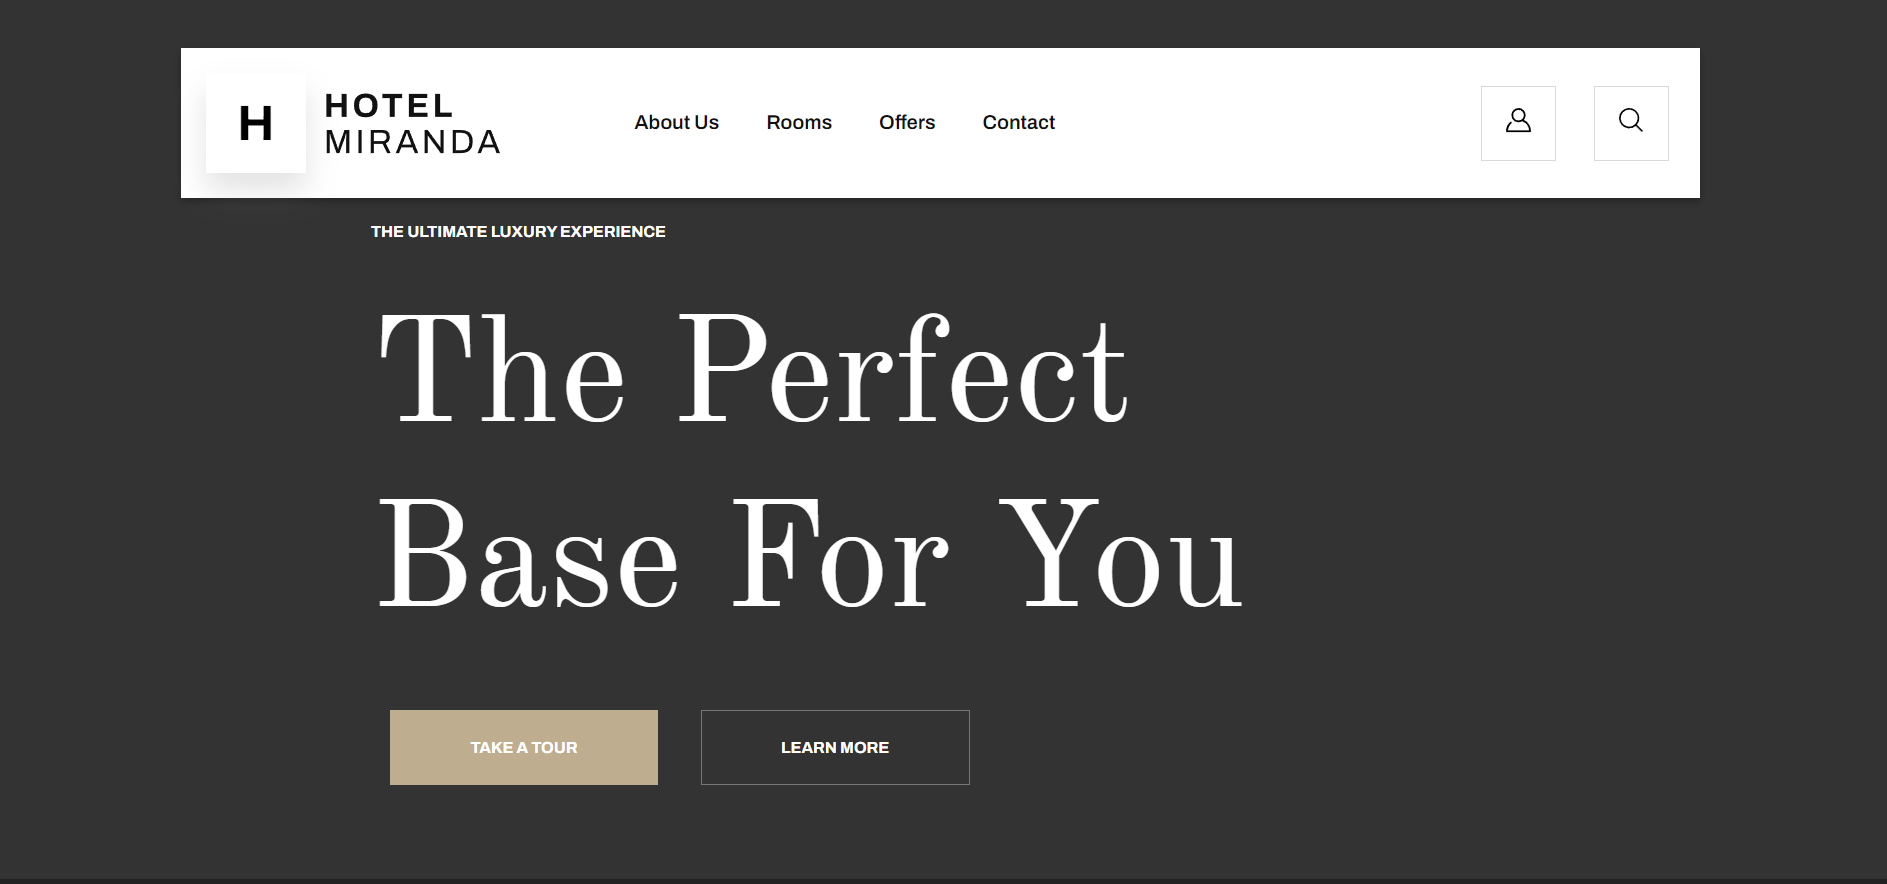 H
HOTEL
MIRANDA
About Us
Rooms
Offers
Contact
THE ULTIMATE LUXURY EXPERIENCE
The Perfect
Base For You
TAKE A TOUR
LEARN MORE